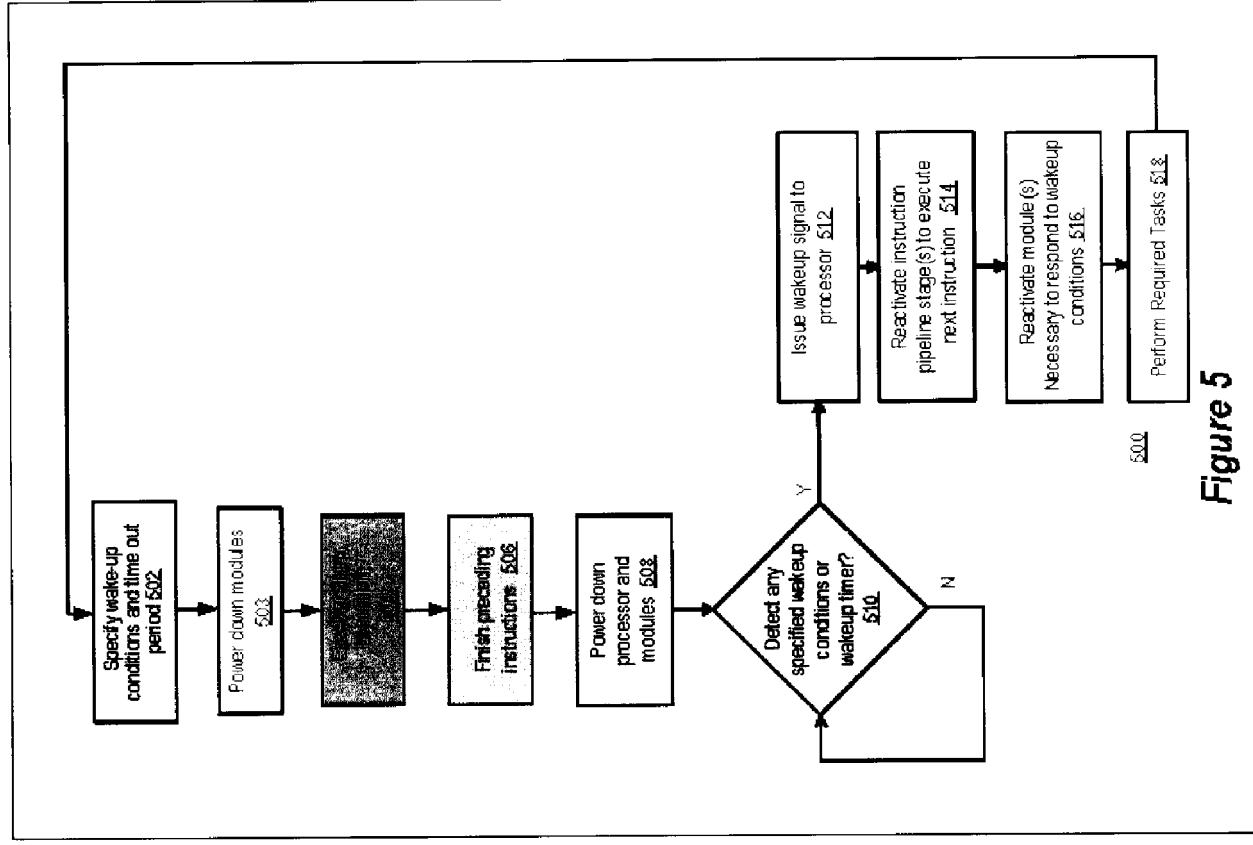 Specify wake-up
conditions and time out
period 502
Power down modules
503
Finish preceding
instructions 506
Power down
processor and
modules 508
Detect any
specified wakeup
conditions or
wakeup timer?
510
Y
N
Issue wakeup signal to
processor 512
Reactivate instruction
pipeline stage(s) to execute
next instruction 514
Reactivate module(s)
Necessary to respond to wakeup
conditions 516
Perform Required Tasks 518
500
Figure 5